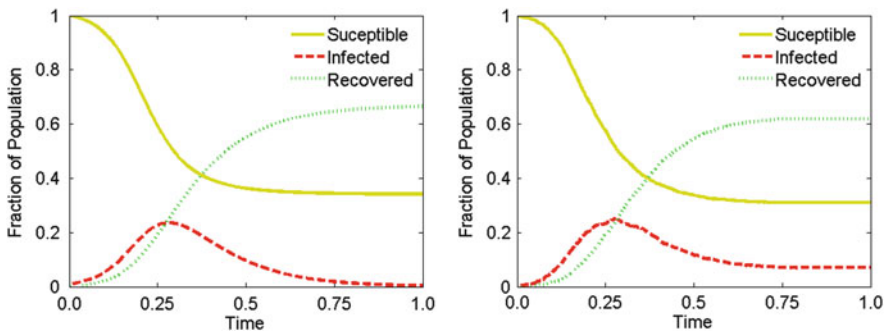 1
0.8
0.6
0.4
0.2
0
Fraction of Population
Suceptible
Infected
Recovered
0.0 0.25 0.5 0.75 1.0
Time
1
0.8
0.6
0.4
0.2
0
Fraction of Population
Suceptible
Infected
Recovered
0.0 0.25 0.5 0.75 1.0
Time